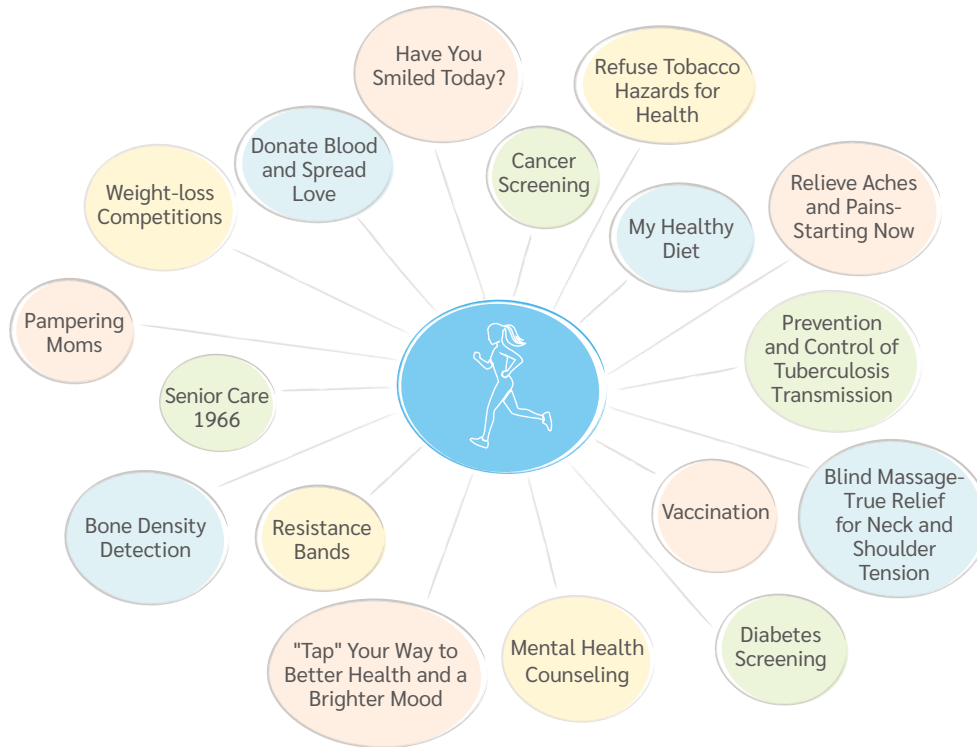 Have You
Smiled Today?
Refuse Tobacco
Hazards for
Health
Donate Blood
and Spread
Love
Cancer
Screening
Weight-loss
Competitions
Relieve Aches
and Pains-
Starting Now
My Healthy
Diet
Pampering
Moms
Prevention
and Control of
Tuberculosis
Transmission
Senior Care
1966
Bone Density
Detection
Resistance
Bands
Vaccination
Blind Massage-
True Relief
for Neck and
Shoulder
Tension
"Tap" Your Way to
Better Health and a
Brighter Mood
Mental Health
Counseling
Diabetes
Screening